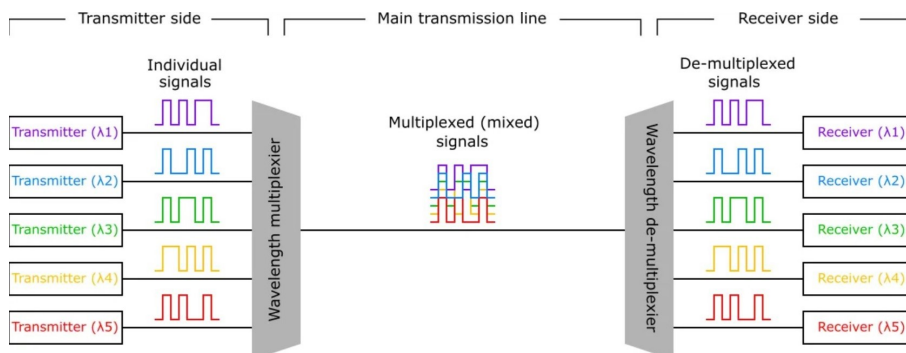 Transmitter side
Main transmission line
Receiver side
Individual
signals
De-multiplexed
signals
Multiplexed (mixed)
signals
Transmitter (λ1)
Transmitter (λ2)
Transmitter (λ3)
Transmitter (λ4)
Transmitter (λ5)
Wavelength multiplexier
Wavelength de-multiplexier
Receiver (λ1)
Receiver (λ2)
Receiver (λ3)
Receiver (λ4)
Receiver (λ5)